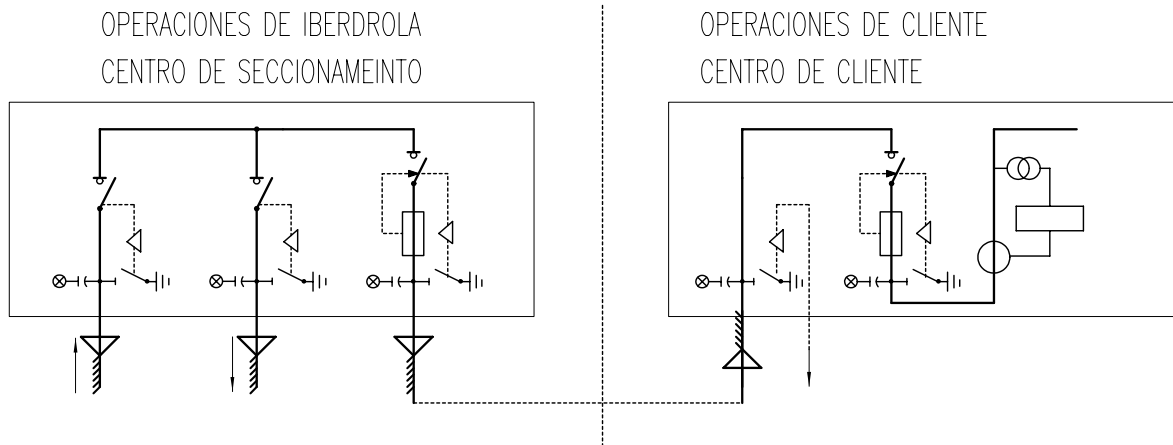 OPERACIONES DE IBERDROLA
CENTRO DE SECCIONAMEINTO
OPERACIONES DE CLIENTE
CENTRO DE CLIENTE